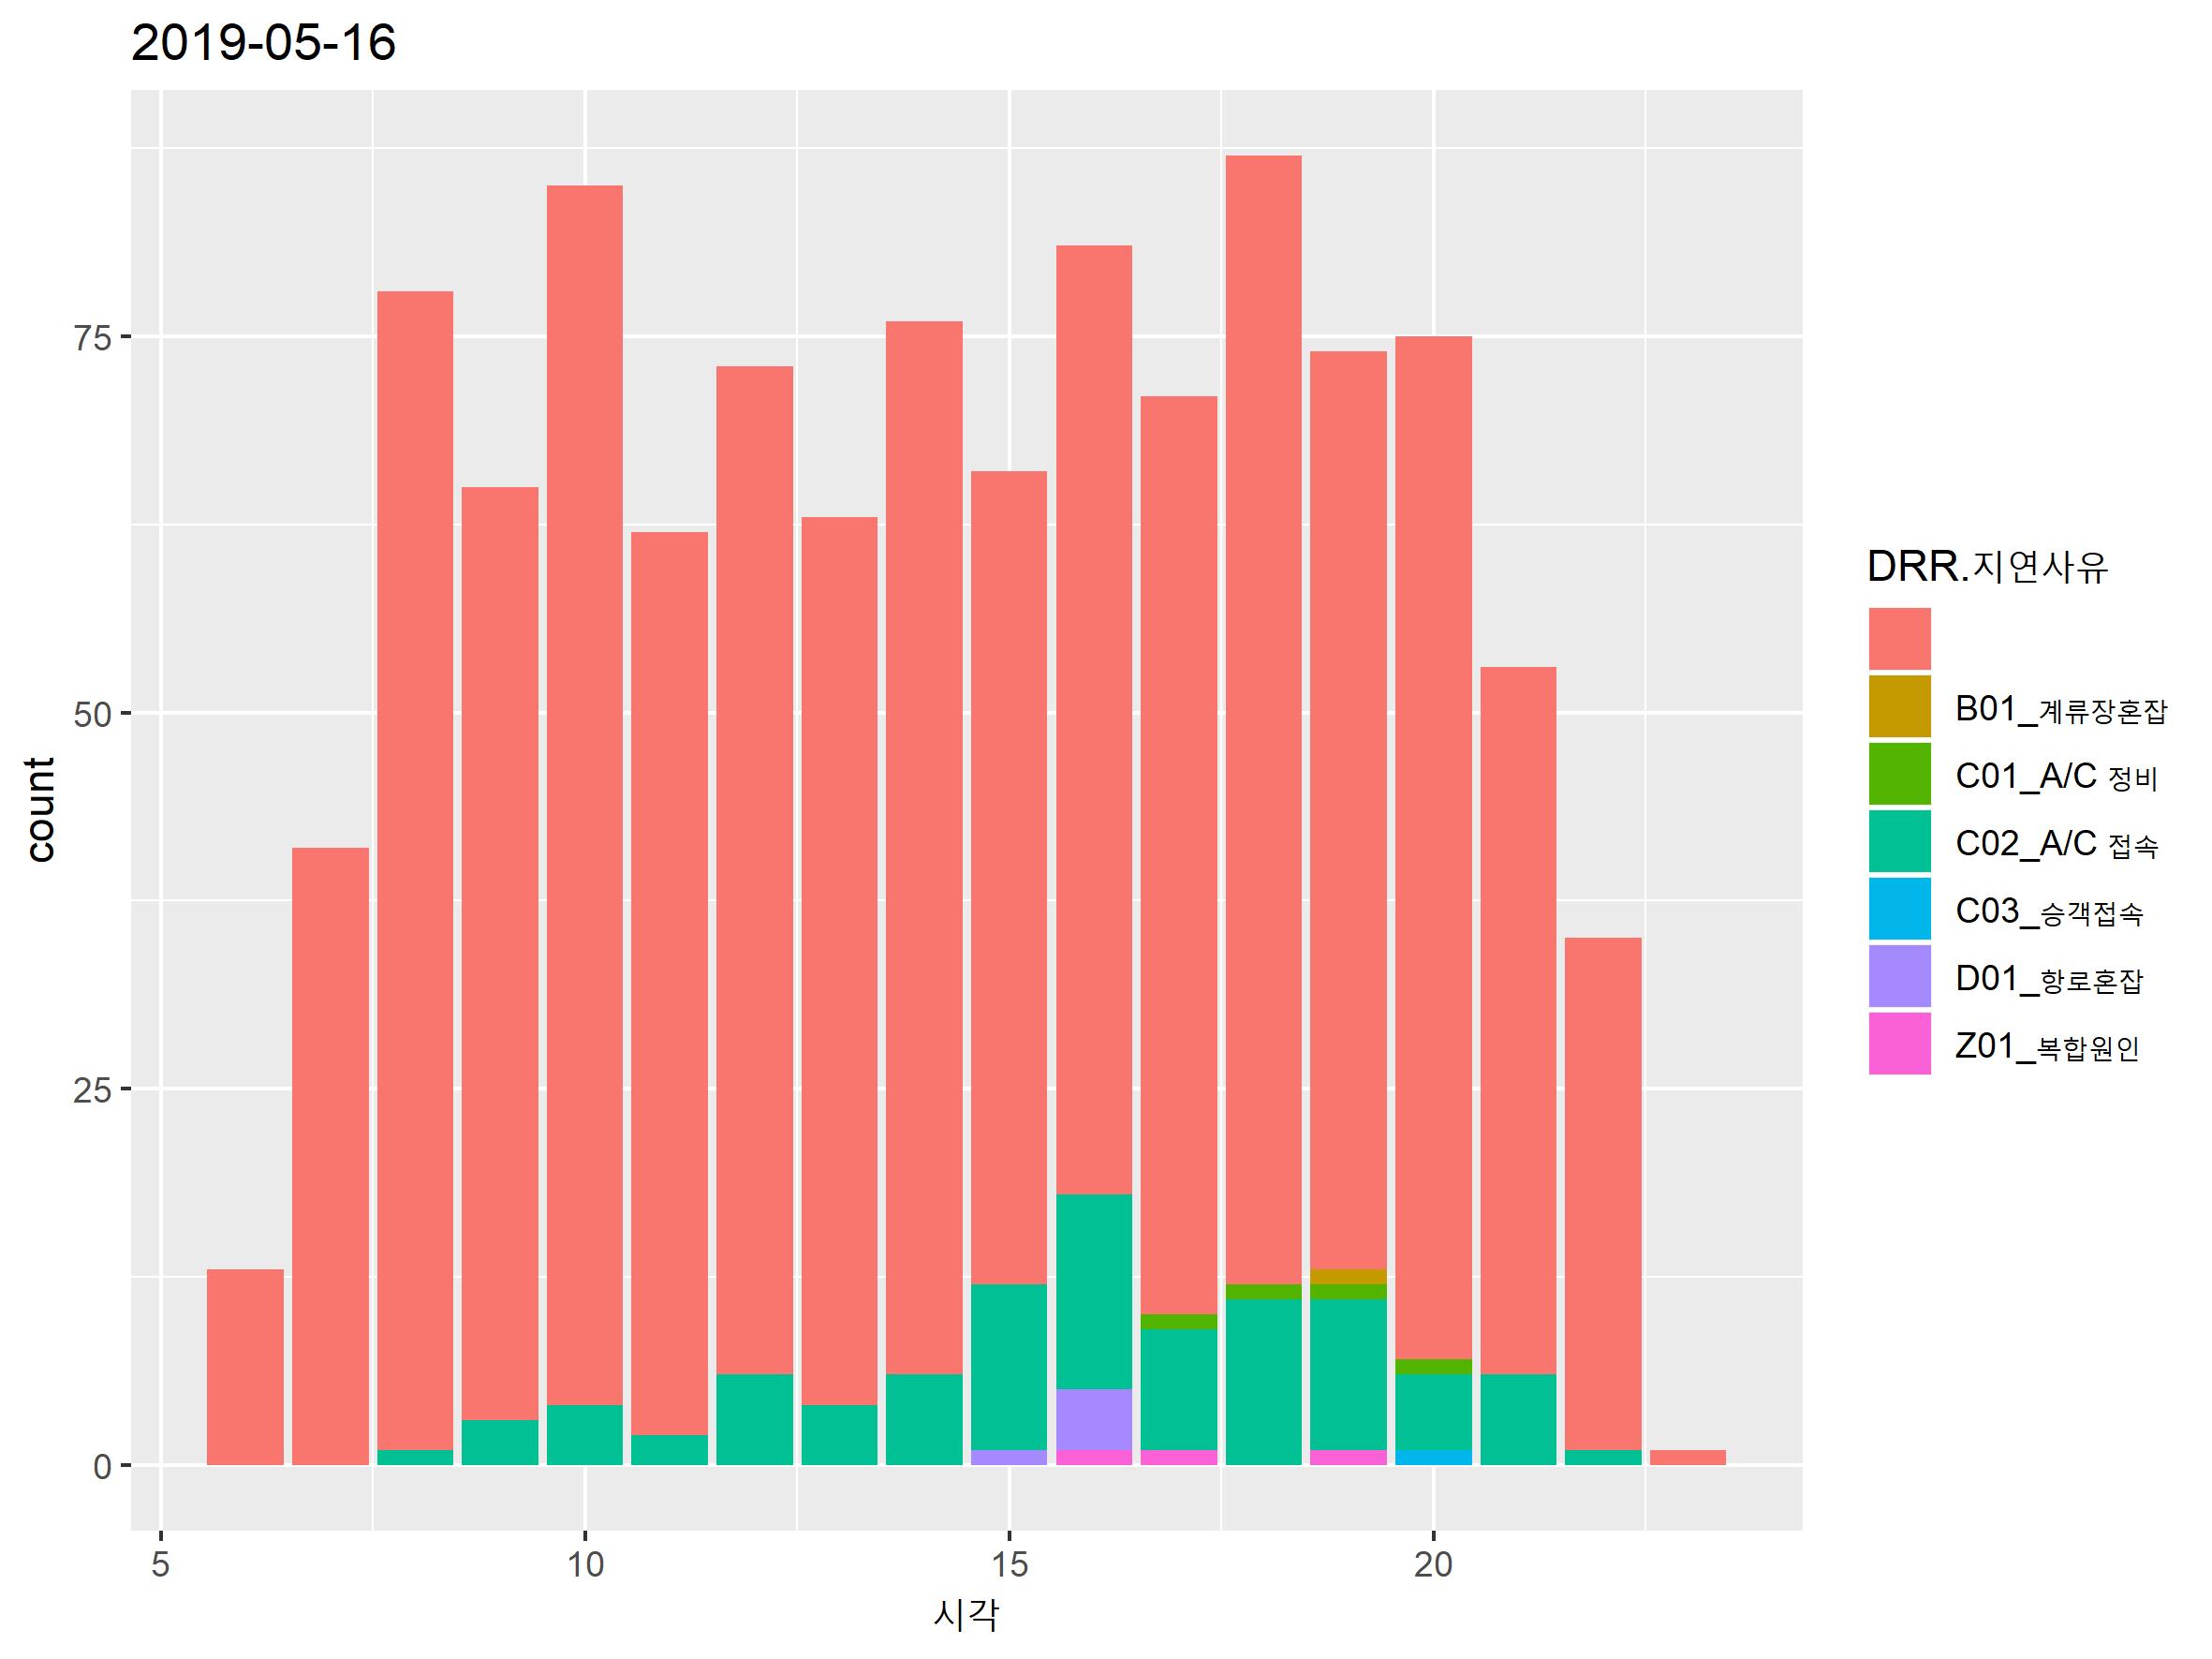 2019-05-16
75
50
25
0
count
5 10 15 20
시각
DRR.지연사유
B01_계류장혼잡
C01_A/C 정비
C02_A/C 접속
C03_승객접속
D01_항로혼잡
Z01_복합원인